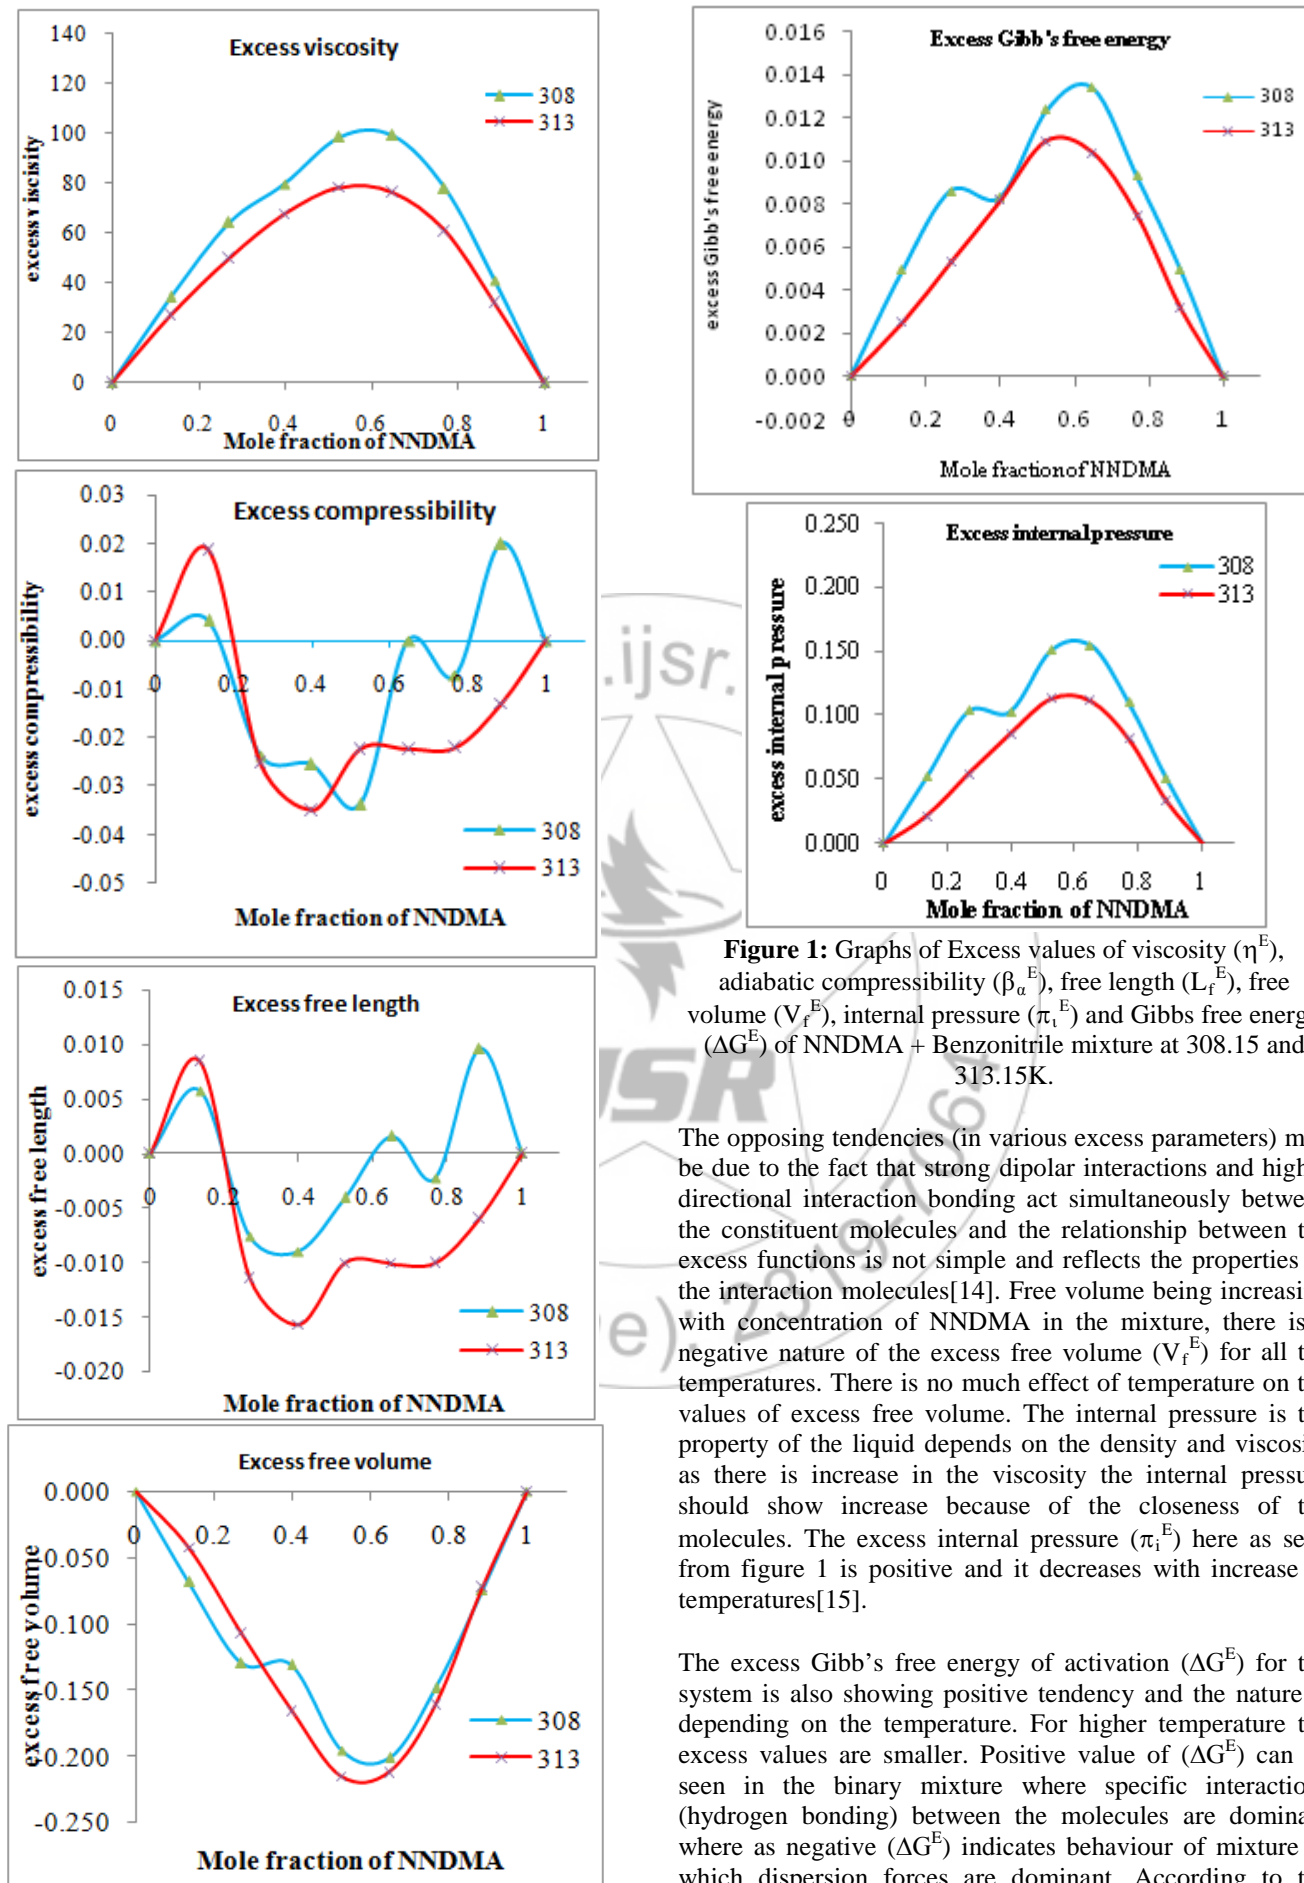 Excess viscosity
140
120
100
80
60
40
20
0
308
313
excess viscisity
0 0.2 0.4 0.6 0.8 1
Mole fraction of NNDMA
Excess compressibility
0.03
0.02
0.01
0.00
-0.01
-0.02
-0.03
-0.04
-0.05
0 0.2 0.4 0.6 0.8 1
308
313
excess compressibility
Mole fraction of NNDMA
Excess free length
0.015
0.010
0.005
0.000
-0.005
-0.010
-0.015
-0.020
0 0.2 0.4 0.6 0.8 1
308
313
excess free length
Mole fraction of NNDMA
Excess free volume
0.000
-0.050
-0.100
-0.150
-0.200
-0.250
0 0.2 0.4 0.6 0.8 1
308
313
excess free volume
Mole fraction of NNDMA
Excess Gibb's free energy
0.016
0.014
0.012
0.010
0.008
0.006
0.004
0.002
0.000
-0.002
308
313
excess Gibb's free energy
0 0.2 0.4 0.6 0.8 1
Mole fraction of NNDMA
Excess internal pressure
0.250
0.200
0.150
0.100
0.050
0.000
308
313
excess internal pressure
0 0.2 0.4 0.6 0.8 1
Mole fraction of NNDMA
Figure 1: Graphs of Excess values of viscosity (η^E),
adiabatic compressibility (β_α^E), free length (L_f^E), free
volume (V_f^E), internal pressure (π_ι^E) and Gibbs free energ
(ΔG^E) of NNDMA + Benzonitrile mixture at 308.15 and
313.15K.
The opposing tendencies (in various excess parameters) m
be due to the fact that strong dipolar interactions and high
directional interaction bonding act simultaneously betwe
the constituent molecules and the relationship between t
excess functions is not simple and reflects the properties
the interaction molecules[14]. Free volume being increasi
with concentration of NNDMA in the mixture, there is
negative nature of the excess free volume (V_f^E) for all t
temperatures. There is no much effect of temperature on t
values of excess free volume. The internal pressure is t
property of the liquid depends on the density and viscosi
as there is increase in the viscosity the internal pressu
should show increase because of the closeness of t
molecules. The excess internal pressure (π_i^E) here as se
from figure 1 is positive and it decreases with increase
temperatures[15].
The excess Gibb's free energy of activation (ΔG^E) for t
system is also showing positive tendency and the nature
depending on the temperature. For higher temperature t
excess values are smaller. Positive value of (ΔG^E) can
seen in the binary mixture where specific interaction
(hydrogen bonding) between the molecules are domina
where as negative (ΔG^E) indicates behaviour of mixture
which dispersion forces are dominant. According to t
.ijsr.
IJSR
e): 2319-7064